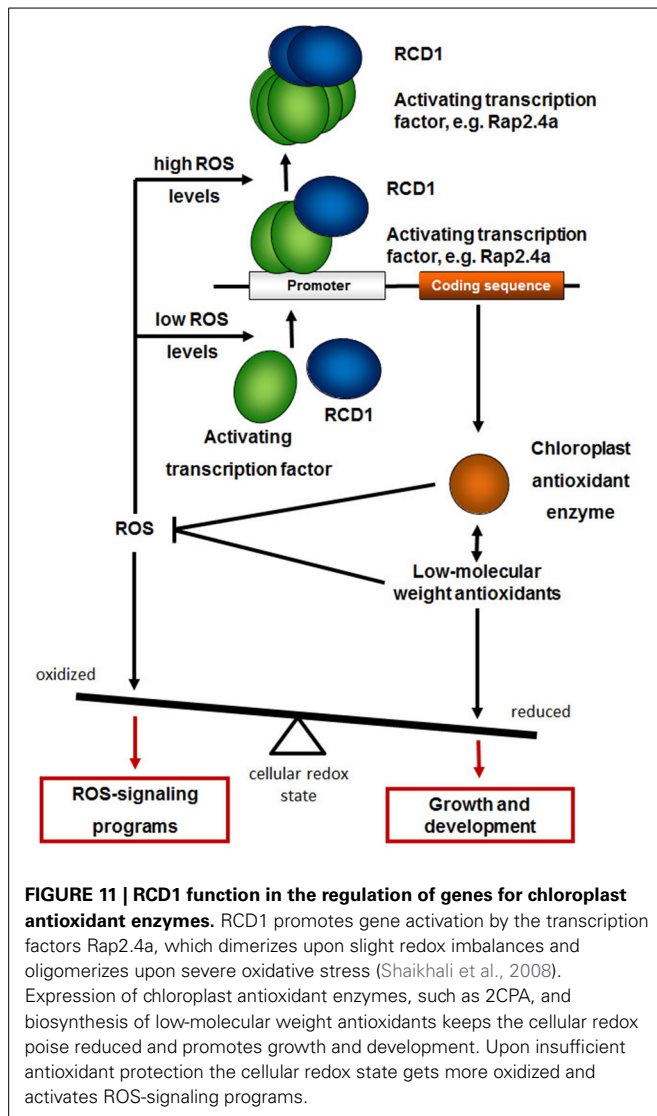 RCD1
Activating transcription
factor, e.g. Rap2.4a
high ROS
levels
RCD1
Activating transcription
factor, e.g. Rap2.4a
Promoter
Coding sequence
low ROS
levels
RCD1
Activating
transcription factor
Chloroplast
antioxidant
enzyme
ROS
Low-molecular
weight antioxidants
oxidized
reduced
cellular redox
state
ROS-signaling
programs
Growth and
development
FIGURE 11 | RCD1 function in the regulation of genes for chloroplast
antioxidant enzymes. RCD1 promotes gene activation by the transcription
factors Rap2.4a, which dimerizes upon slight redox imbalances and
oligomerizes upon severe oxidative stress (Shaikhali et al., 2008).
Expression of chloroplast antioxidant enzymes, such as 2CPA, and
biosynthesis of low-molecular weight antioxidants keeps the cellular redox
poise reduced and promotes growth and development. Upon insufficient
antioxidant protection the cellular redox state gets more oxidized and
activates ROS-signaling programs.